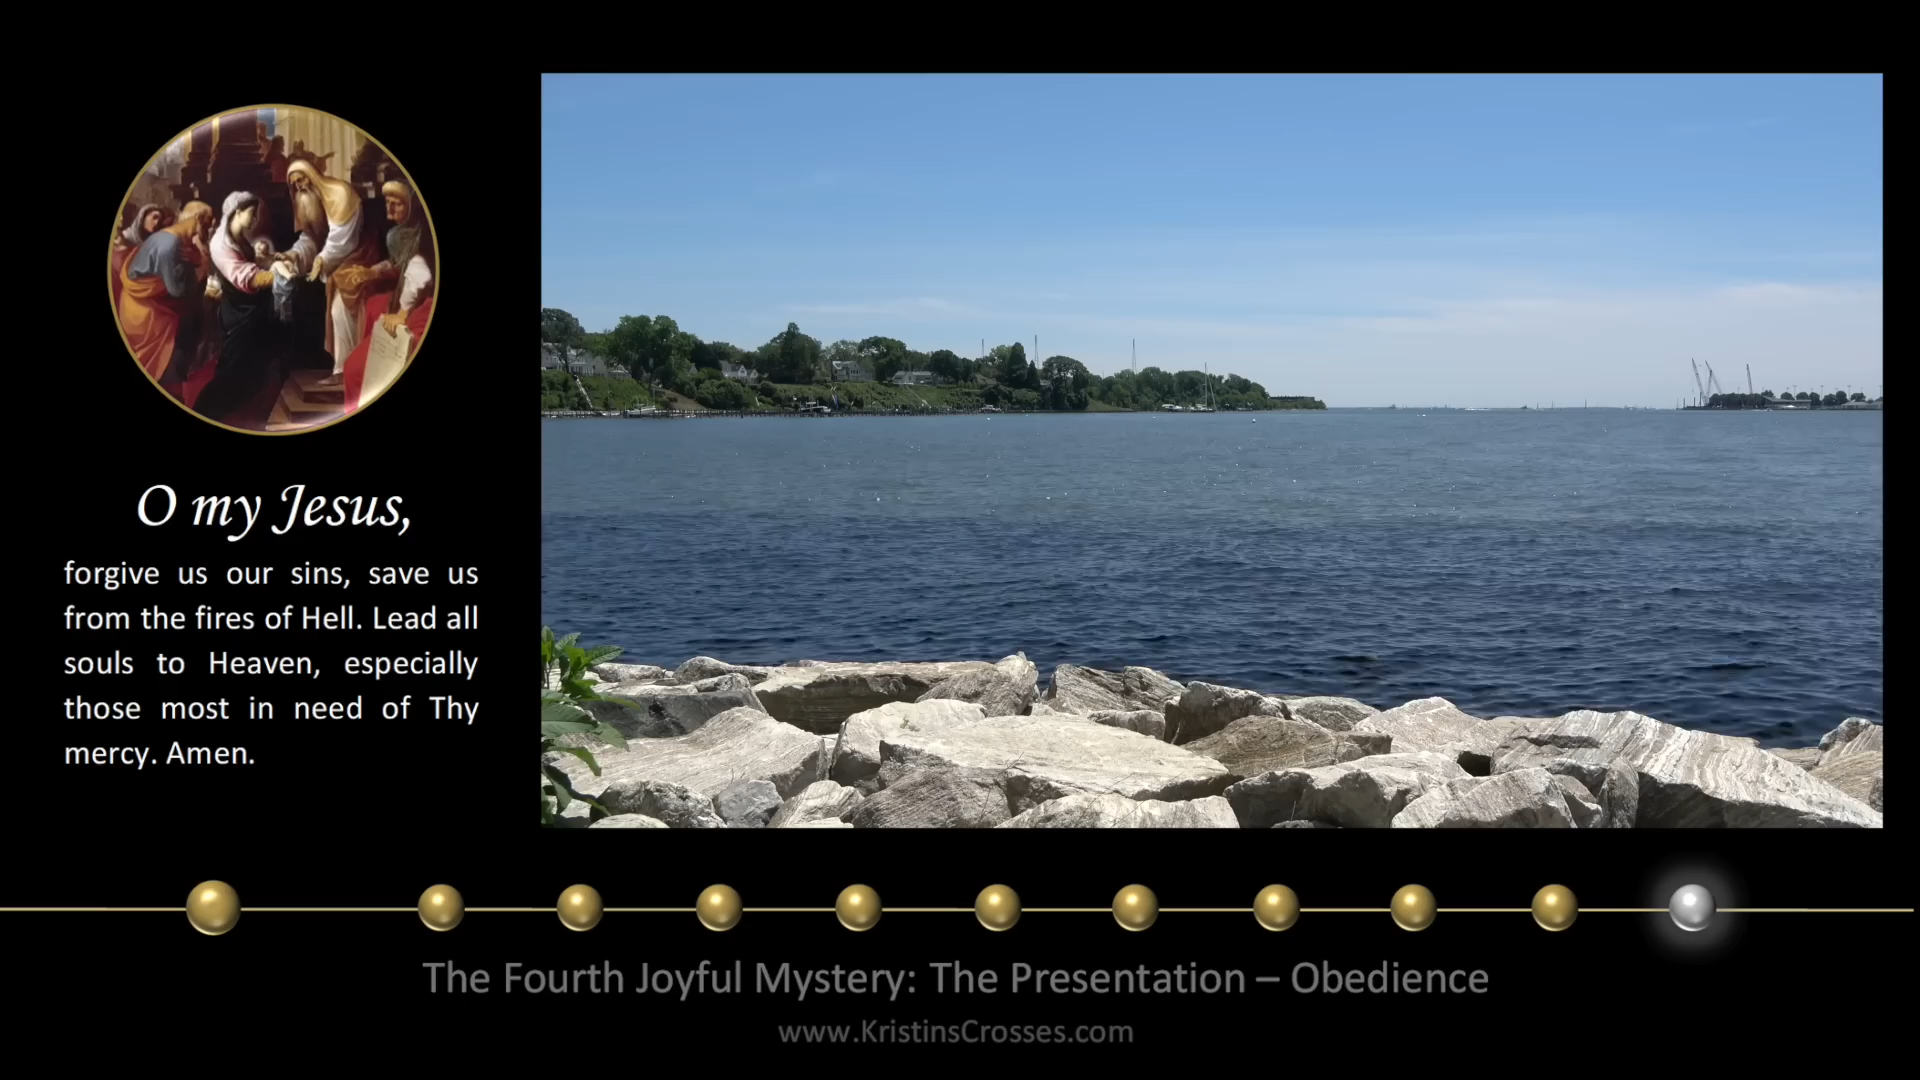 O my Jesus,
forgive us our sins, save us
from the fires of Hell. Lead all
souls to Heaven, especially
those most in need of Thy
mercy. Amen.
The Fourth Joyful Mystery: The Presentation – Obedience
www.KristinsCrosses.com